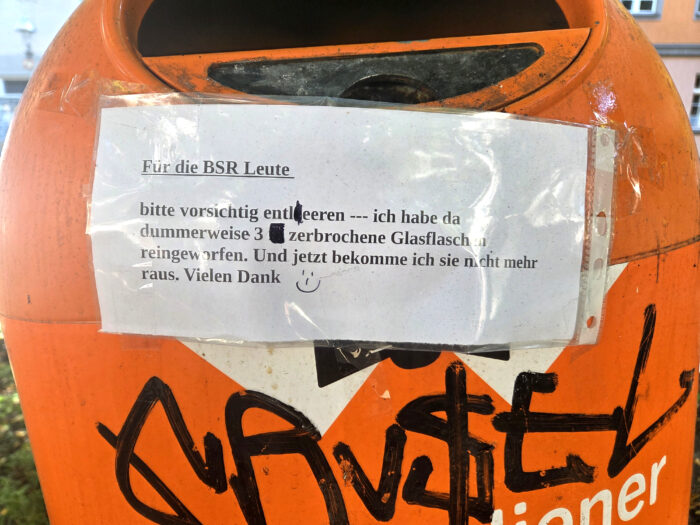 Für die BSR Leute
bitte vorsichtig entleeren --- ich habe da
dummerweise 3 zerbrochene Glasflaschen
reingeworfen. Und jetzt bekomme ich sie nicht mehr
raus. Vielen Dank